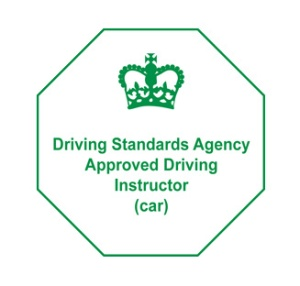 Driving Standards Agency
Approved Driving
Instructor
(car)